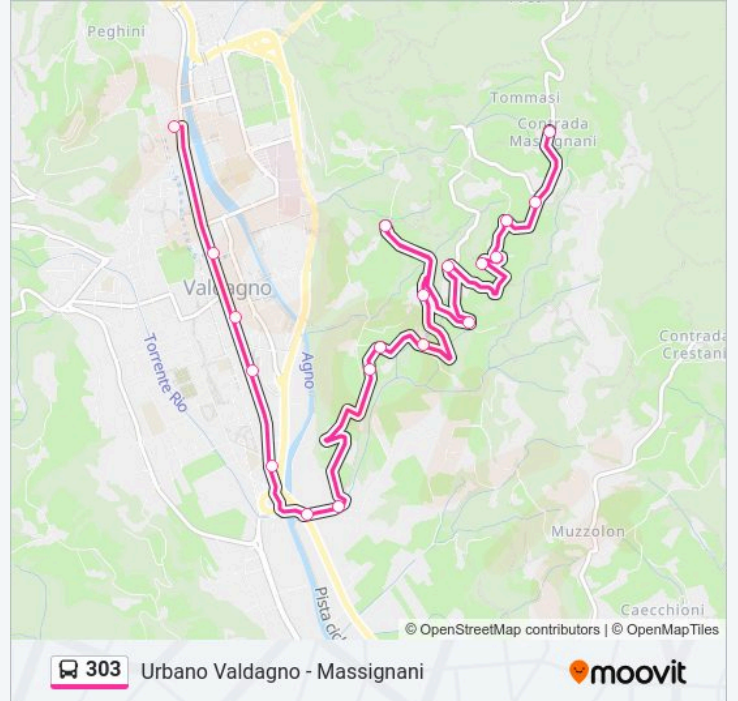 Peghini
Tommasi
Contrada
Massignani
Valdagno
Contrada
Crestani
Torrente Rio
Agno
Muzzolon
Caecchioni
Pista cicl
© OpenStreetMap contributors | © OpenMapTiles
303 Urbano Valdagno - Massignani
moovit